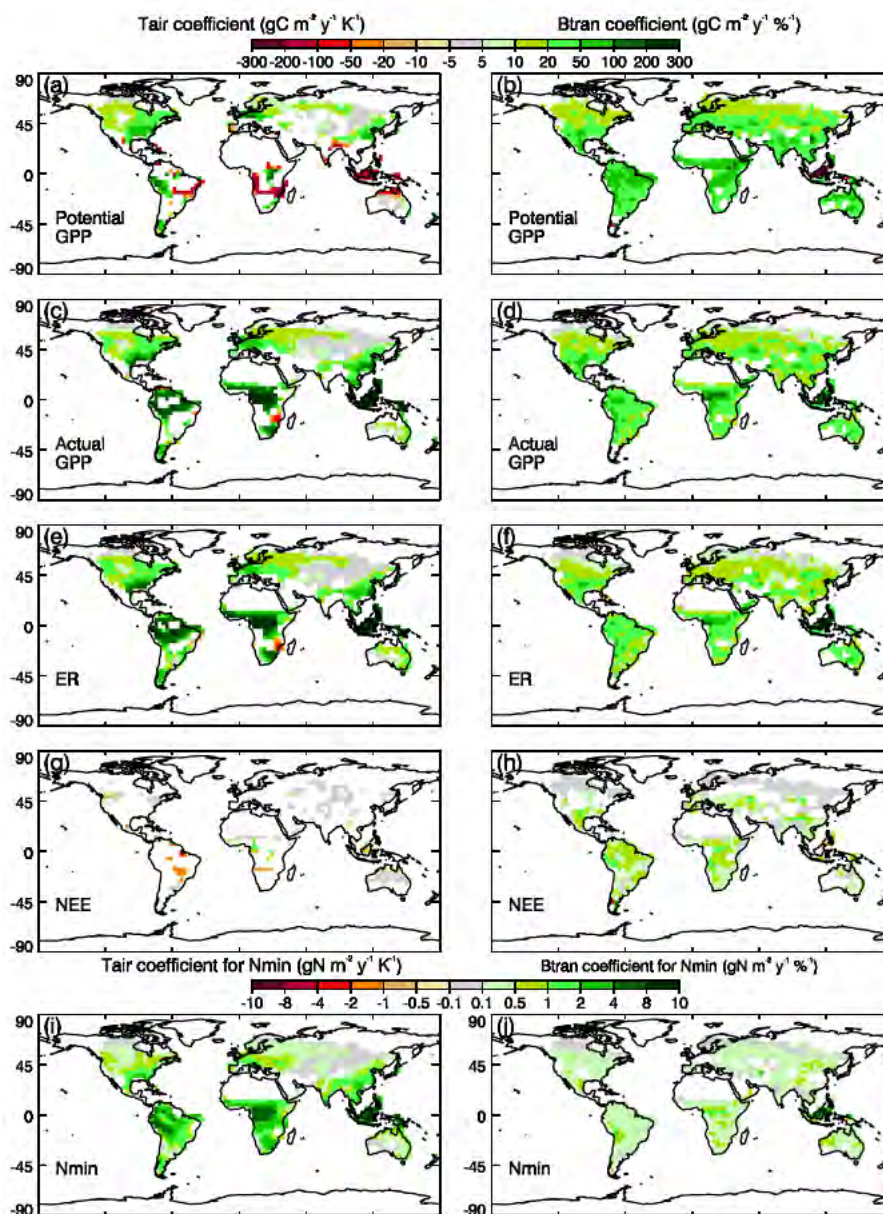 Tair coefficient (gC m⁻² y⁻¹ K⁻¹) Btran coefficient (gC m⁻² y⁻¹ %⁻¹)
-300 -200 -100 -50 -20 -10 -5 5 10 20 50 100 200 300
90 (a) (b)
45
0
-45 Potential GPP Potential GPP
-90
90 (c) (d)
45
0
-45 Actual GPP Actual GPP
-90
90 (e) (f)
45
0
-45 ER ER
-90
90 (g) (h)
45
0
-45 NEE NEE
-90
Tair coefficient for Nmin (gN m⁻² y⁻¹ K⁻¹) Btran coefficient for Nmin (gN m⁻² y⁻¹ %⁻¹)
-10 -8 -4 -2 -1 -0.5 -0.1 0.1 0.5 1 2 4 8 10
90 (i) (j)
45
0
-45 Nmin Nmin
-90